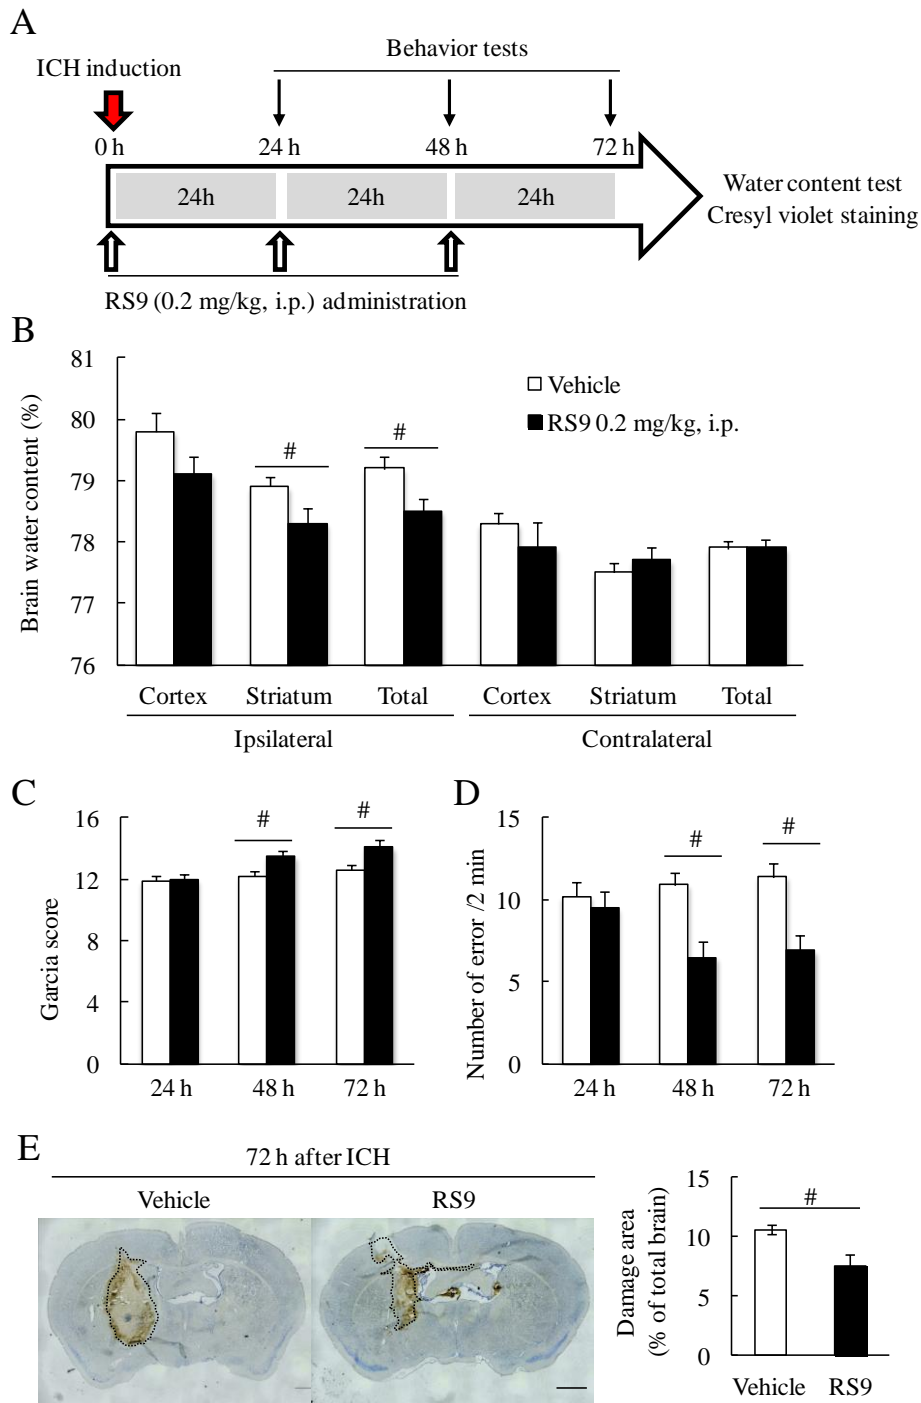 A
Behavior tests
ICH induction
0 h 24 h 48 h 72 h
24h 24h 24h
Water content test
Cresyl violet staining
RS9 (0.2 mg/kg, i.p.) administration
B
Brain water content (%)
81
80
79
78
77
76
Vehicle
RS9 0.2 mg/kg, i.p.
# #
Cortex Striatum Total Cortex Striatum Total
Ipsilateral Contralateral
C
Garcia score
16
12
8
4
0
# #
24 h 48 h 72 h
D
Number of error /2 min
15
10
5
0
# #
24 h 48 h 72 h
E
72 h after ICH
Vehicle RS9
Damage area
(% of total brain)
15
10
5
0
#
Vehicle RS9